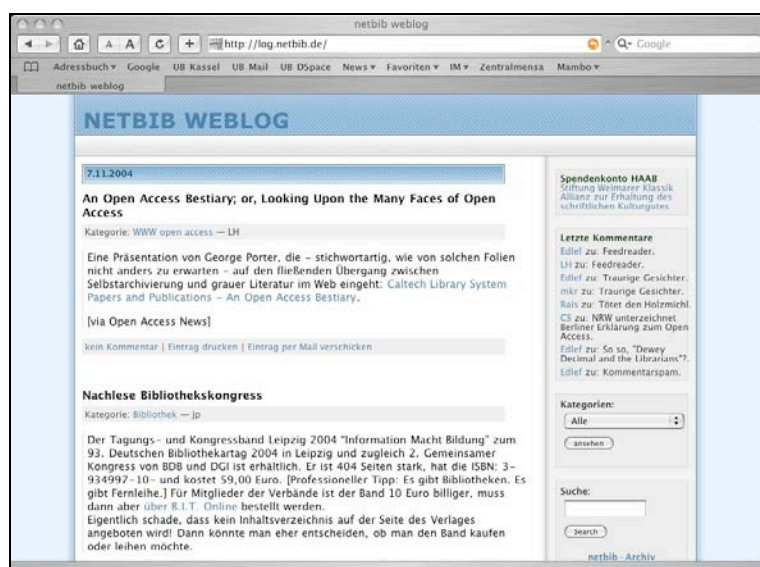 netbib weblog
A A C + http://log.netbib.de/ Google
Adressbuch Google UB Kassel UB Mail UB DSpace News Favoriten IM Zentralmensa Mambo
netbib weblog
NETBIB WEBLOG
7.11.2004
An Open Access Bestiary; or, Looking Upon the Many Faces of Open
Access
Kategorie: WWW open access — LH
Eine Präsentation von George Porter, die – stichwortartig, wie von solchen Folien
nicht anders zu erwarten – auf den fließenden Übergang zwischen
Selbstarchivierung und grauer Literatur im Web eingeht: Caltech Library System
Papers and Publications – An Open Access Bestiary.
[via Open Access News]
kein Kommentar | Eintrag drucken | Eintrag per Mail verschicken
Nachlese Bibliothekskongress
Kategorie: Bibliothek — jp
Der Tagungs- und Kongressband Leipzig 2004 "Information Macht Bildung" zum
93. Deutschen Bibliothekartag 2004 in Leipzig und zugleich 2. Gemeinsamer
Kongress von BDB und DGI ist erhältlich. Er ist 404 Seiten stark, hat die ISBN: 3-
934997-10- und kostet 59,00 Euro. [Professioneller Tipp: Es gibt Bibliotheken. Es
gibt Fernleihe.] Für Mitglieder der Verbände ist der Band 10 Euro billiger, muss
dann aber über B.I.T. Online bestellt werden.
Eigentlich schade, dass kein Inhaltsverzeichnis auf der Seite des Verlages
angeboten wird! Dann könnte man eher entscheiden, ob man den Band kaufen
oder leihen möchte.
Spendenkonto HAAB
Stiftung Weimarer Klassik
Allianz zur Erhaltung des
schriftlichen Kulturgutes
Letzte Kommentare
Edlef zu: Feedreader.
LH zu: Feedreader.
Edlef zu: Traurige Gesichter.
mkr zu: Traurige Gesichter.
Rais zu: Tötet den Holzmichl.
CS zu: NRW unterzeichnet
Berliner Erklärung zum Open
Access.
Edlef zu: So so, "Dewey
Decimal and the Librarians"?.
Edlef zu: Kommentarspam.
Kategorien:
Alle
ansehen
Suche:
Search
netbib-Archiv